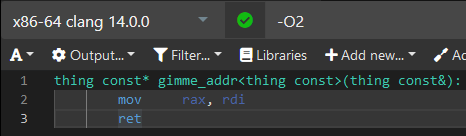 x86-64 clang 14.0.0 -O2
A Output... Filter... Libraries Add new... Ad
1 thing const* gimme_addr<thing const>(thing const&):
2 mov rax, rdi
3 ret